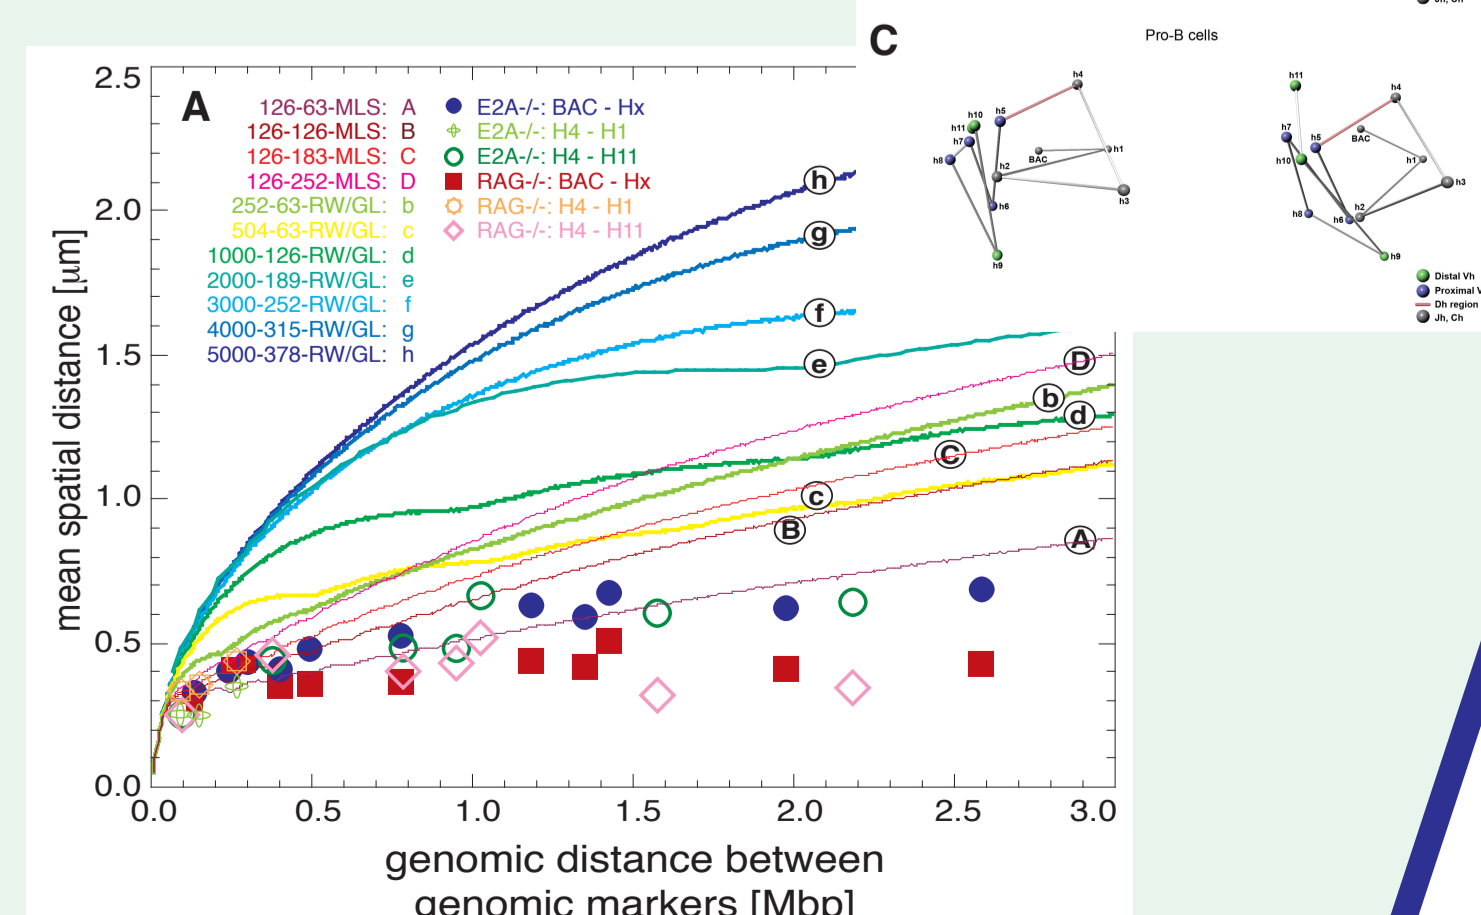 Jh, Ch
C
Pro-B cells
A
126-63-MLS: A
126-126-MLS: B
126-183-MLS: C
126-252-MLS: D
252-63-RW/GL: b
504-63-RW/GL: c
1000-126-RW/GL: d
2000-189-RW/GL: e
3000-252-RW/GL: f
4000-315-RW/GL: g
5000-378-RW/GL: h
E2A-/-: BAC - Hx
E2A-/-: H4 - H1
E2A-/-: H4 - H11
RAG-/-: BAC - Hx
RAG-/-: H4 - H1
RAG-/-: H4 - H11
2.5
2.0
1.5
1.0
0.5
0.0
mean spatial distance [µm]
h
g
f
e
D
b
d
C
c
B
A
0.0 0.5 1.0 1.5 2.0 2.5 3.0
genomic distance between
genomic markers [Mbp]
h4
h10
h5
h11
h7
h8
BAC
h1
h2
h3
h6
h9
h11
h4
h7
h5
BAC
h10
h1
h3
h8
h2
h6
h9
Distal Vh
Proximal V
Dh region
Jh, Ch